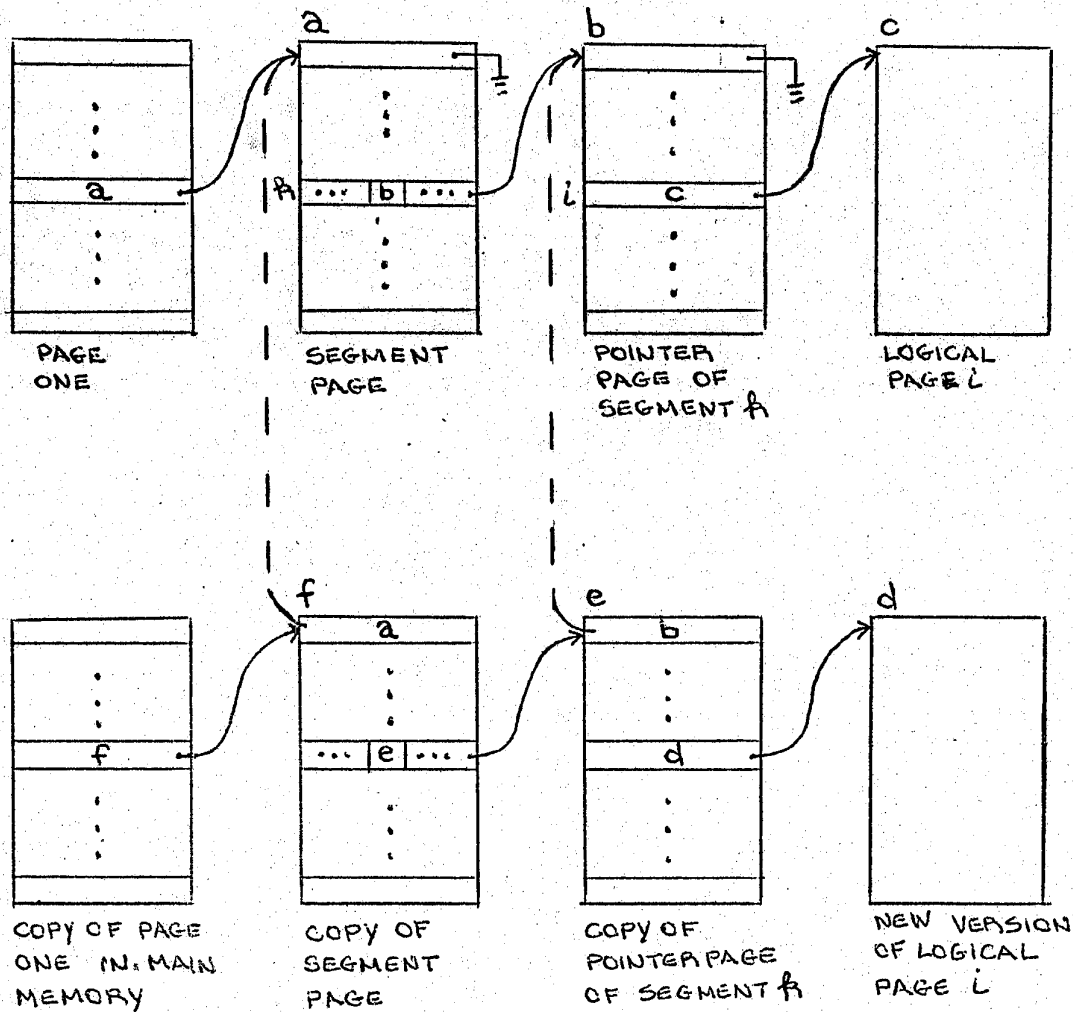 a
b
c
a
k
... b ...
i
c
PAGE
ONE
SEGMENT
PAGE
POINTER
PAGE OF
SEGMENT k
LOGICAL
PAGE i
f
e
d
a
b
f
... e ...
d
COPY OF PAGE
ONE IN MAIN
MEMORY
COPY OF
SEGMENT
PAGE
COPY OF
POINTER PAGE
OF SEGMENT k
NEW VERSION
OF LOGICAL
PAGE i